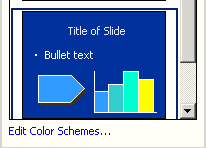 Title of Slide
• Bullet text
Edit Color Schemes...